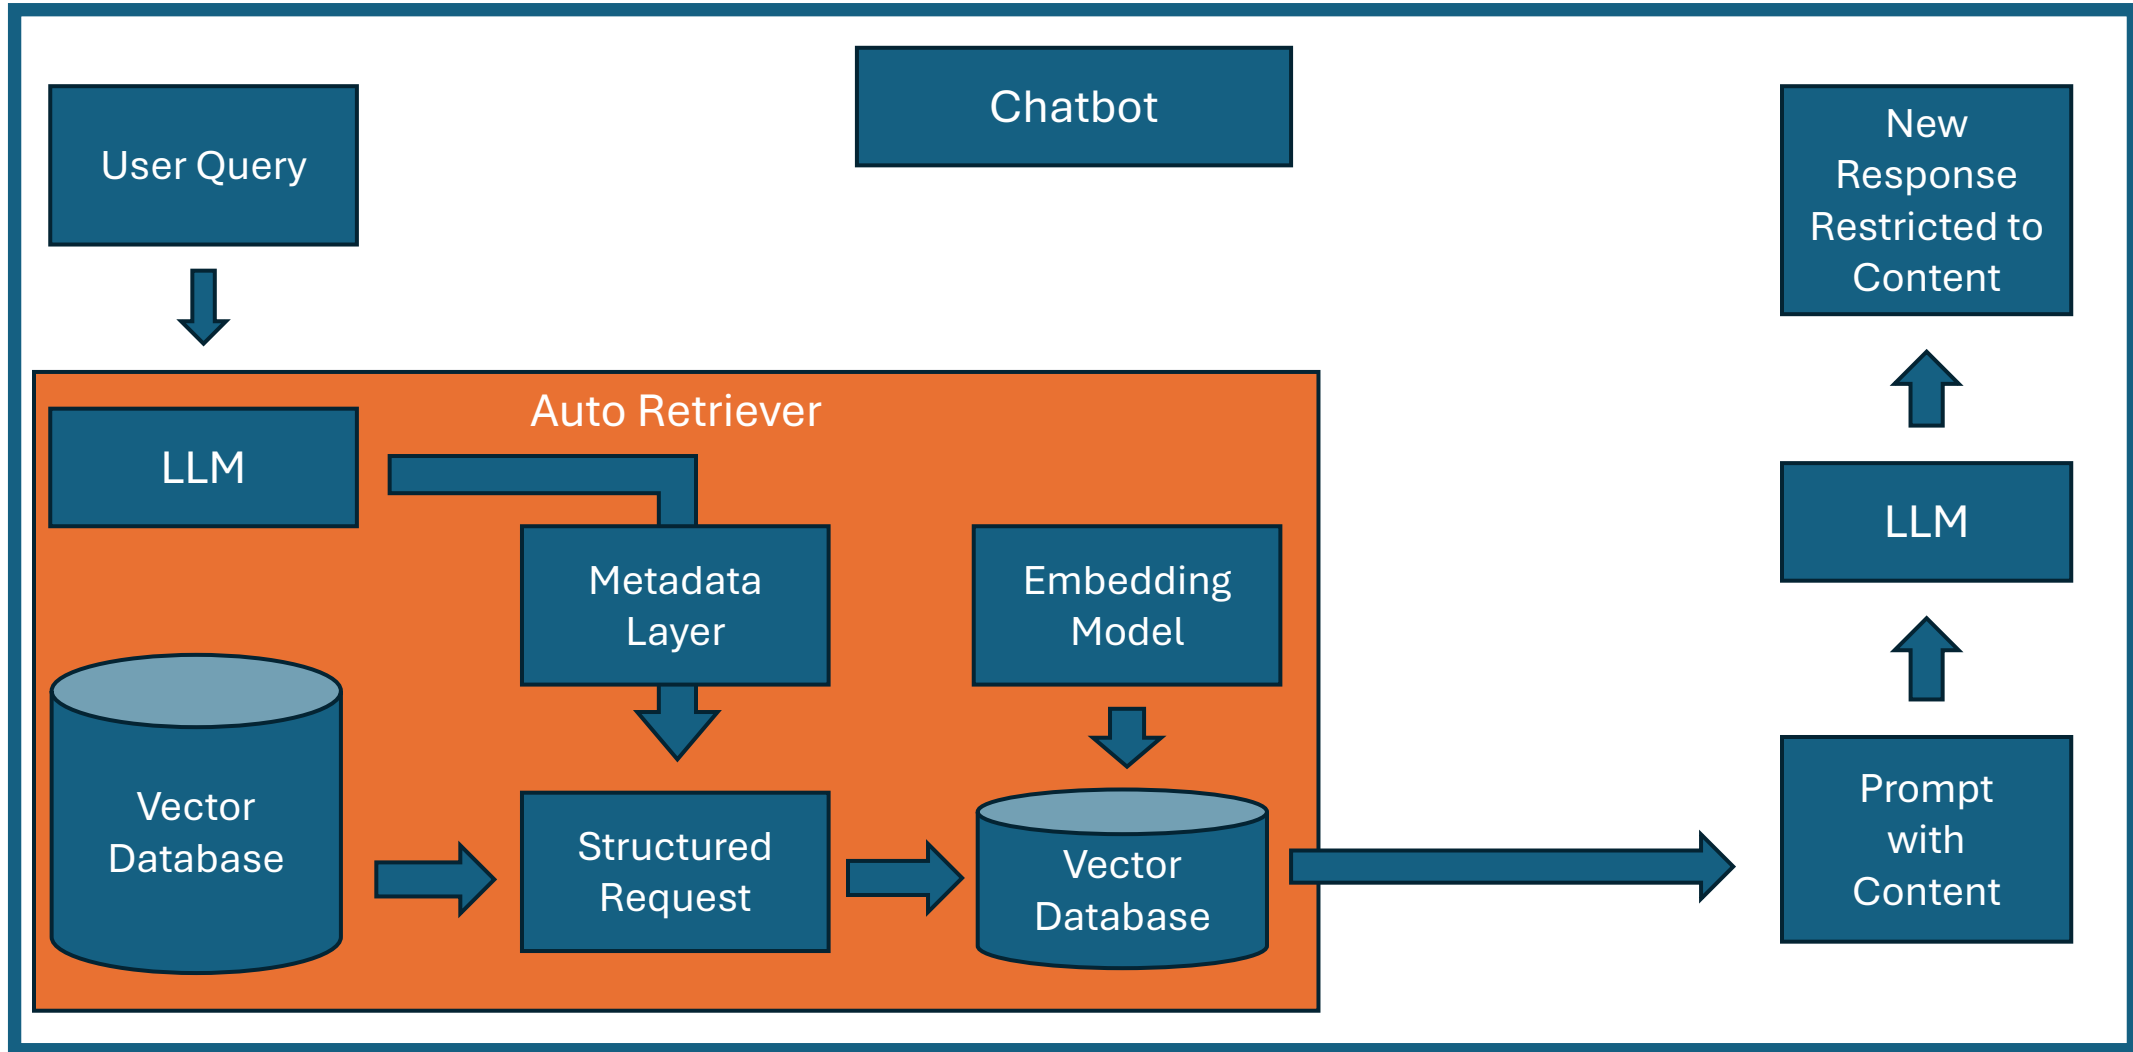 Chatbot
User Query
New
Response
Restricted to
Content
Auto Retriever
LLM
LLM
Metadata
Layer
Embedding
Model
Vector
Database
Structured
Request
Vector
Database
Prompt
with
Content